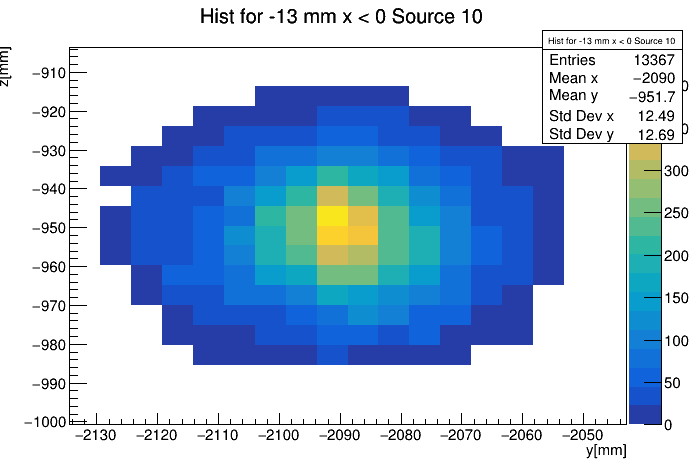 Hist for -13 mm x < 0 Source 10
Hist for -13 mm x < 0 Source 10
Entries 13367
Mean x −2090
Mean y −951.7
Std Dev x 12.49
Std Dev y 12.69
z[mm]
−910
−920
−930
−940
−950
−960
−970
−980
−990
−1000
−2130 −2120 −2110 −2100 −2090 −2080 −2070 −2060 −2050
y[mm]
300
250
200
150
100
50
0